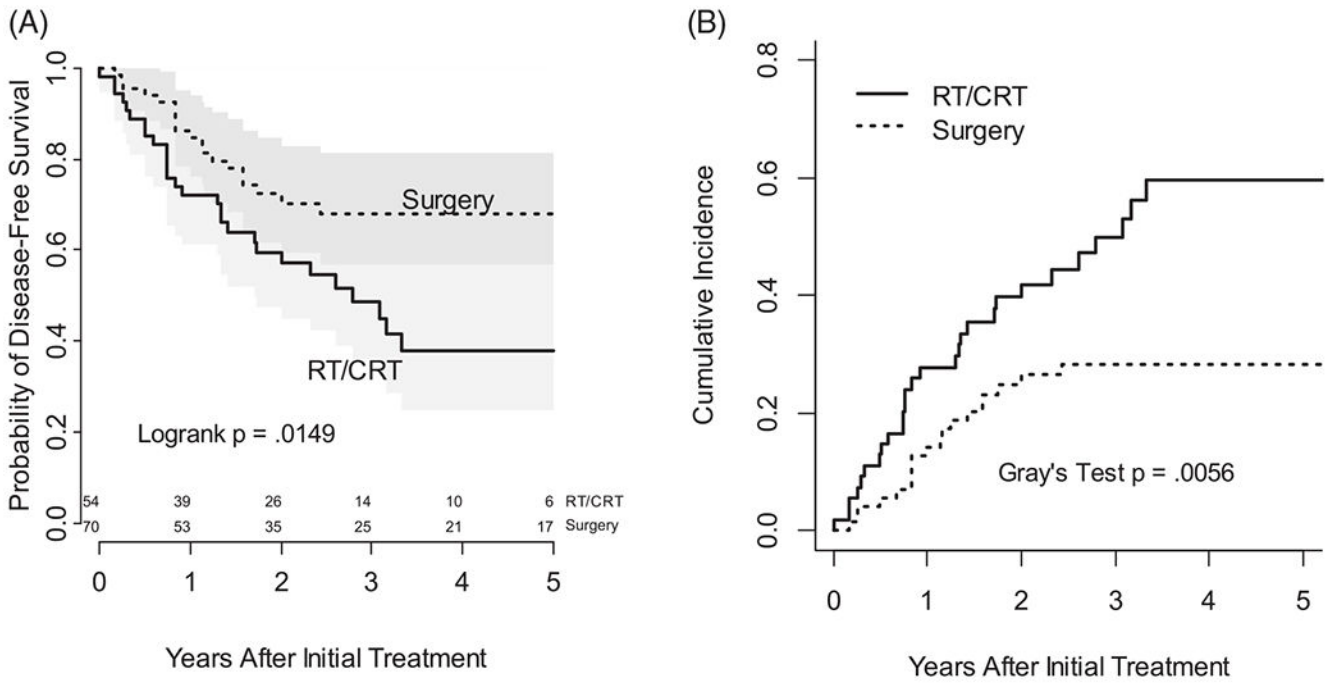 (A)
Probability of Disease-Free Survival
1.0
0.8
0.6
0.4
0.2
0.0
Surgery
RT/CRT
Logrank p = .0149
54 39 26 14 10 6 RT/CRT
70 53 35 25 21 17 Surgery
0 1 2 3 4 5
Years After Initial Treatment
(B)
Cumulative Incidence
0.8
0.6
0.4
0.2
0.0
RT/CRT
Surgery
Gray's Test p = .0056
0 1 2 3 4 5
Years After Initial Treatment